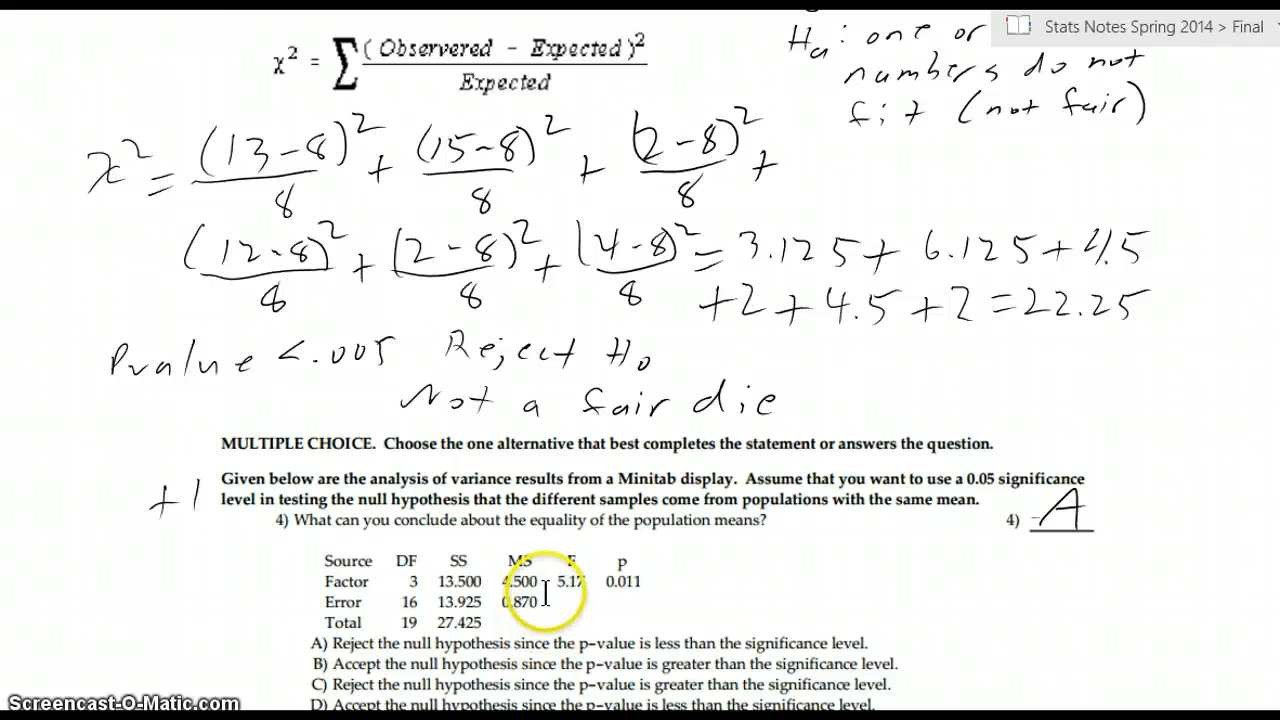 Stats Notes Spring 2014 > Final
Ha : one or
numbers do not
fit (not fair)
χ² = ∑ (Observered - Expected)² / Expected
χ² = (13-8)²/8 + (15-8)²/8 + (2-8)²/8 +
(12-8)²/8 + (2-8)²/8 + (4-8)²/8 = 3.125 + 6.125 + 4.5
+2 + 4.5 + 2 = 22.25
Pvalue < .005 Reject H₀
Not a fair die
MULTIPLE CHOICE. Choose the one alternative that best completes the statement or answers the question.
Given below are the analysis of variance results from a Minitab display. Assume that you want to use a 0.05 significance
+1 level in testing the null hypothesis that the different samples come from populations with the same mean.
4) What can you conclude about the equality of the population means? 4) A
Source DF SS MS F p
Factor 3 13.500 4.500 5.17 0.011
Error 16 13.925 0.870
Total 19 27.425
A) Reject the null hypothesis since the p-value is less than the significance level.
B) Accept the null hypothesis since the p-value is greater than the significance level.
C) Reject the null hypothesis since the p-value is greater than the significance level.
D) Accept the null hypothesis since the p-value is less than the significance level.
Screencast-O-Matic.com